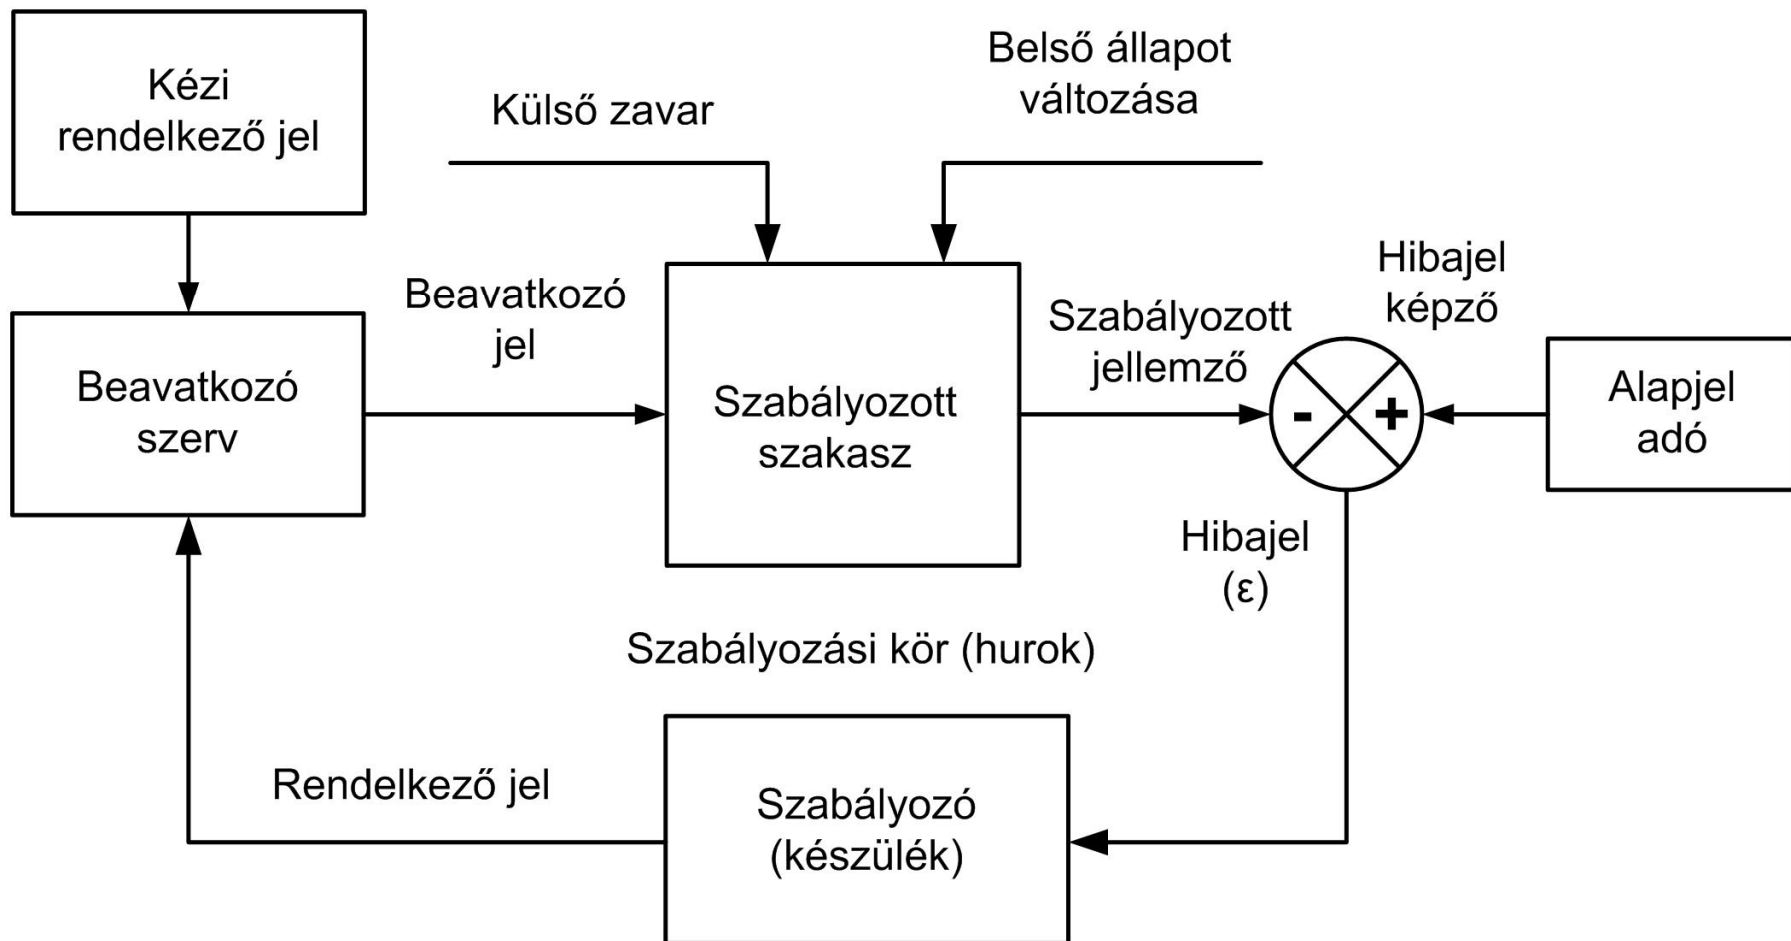 Kézi
rendelkező jel
Külső zavar
Belső állapot
változása
Beavatkozó
szerv
Beavatkozó
jel
Szabályozott
szakasz
Szabályozott
jellemző
Hibajel
képző
- +
Alapjel
adó
Hibajel
(ε)
Szabályozási kör (hurok)
Rendelkező jel
Szabályozó
(készülék)